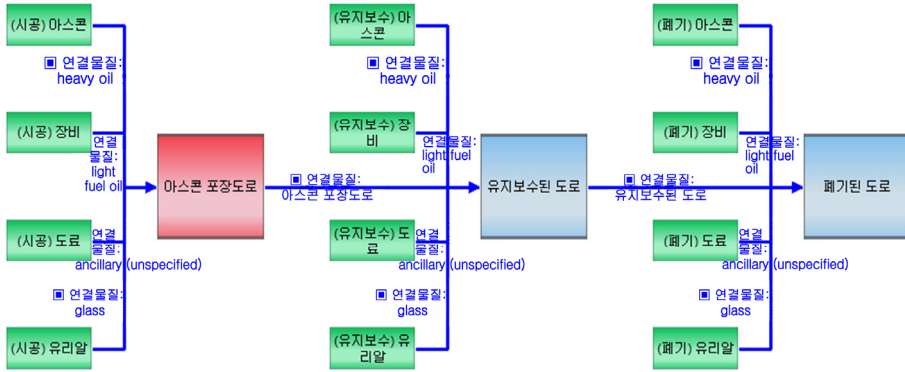 (시공) 아스콘
▣ 연결물질:
heavy oil
(시공) 장비
연결
물질:
light
fuel oil
아스콘 포장도로
(시공) 도료
연결
물질:
ancillary (unspecified)
▣ 연결물질:
glass
(시공) 유리알
▣ 연결물질:
아스콘 포장도로
(유지보수) 아
스콘
▣ 연결물질:
heavy oil
(유지보수) 장
비
연결물질:
light fuel
oil
유지보수된 도로
(유지보수) 도
료
연결
물질:
ancillary (unspecified)
▣ 연결물질:
glass
(유지보수) 유
리알
▣ 연결물질:
유지보수된 도로
(폐기) 아스콘
▣ 연결물질:
heavy oil
(폐기) 장비
연결물질:
light fuel
oil
폐기된 도로
(폐기) 도료
연결
물질:
ancillary (unspecified)
▣ 연결물질:
glass
(폐기) 유리알